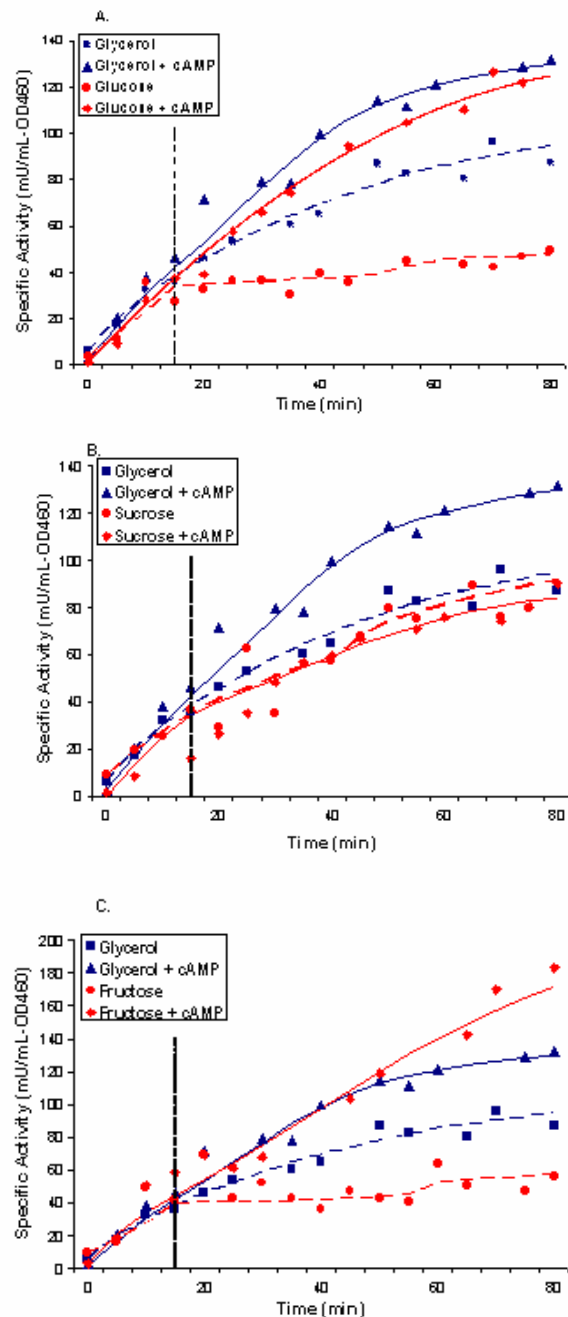 A.
Glycerol
Glycerol + cAMP
Glucose
Glucose + cAMP
Specific Activity (mU/mL-OD460)
140
120
100
80
60
40
20
0
0 20 40 60 80
Time (min)
B.
Glycerol
Glycerol + cAMP
Sucrose
Sucrose + cAMP
Specific Activity (mU/mL-OD460)
140
120
100
80
60
40
20
0
0 20 40 60 80
Time (min)
C.
Glycerol
Glycerol + cAMP
Fructose
Fructose + cAMP
Specific Activity (mU/mL-OD460)
200
180
160
140
120
100
80
60
40
20
0
0 20 40 60 80
Time (min)